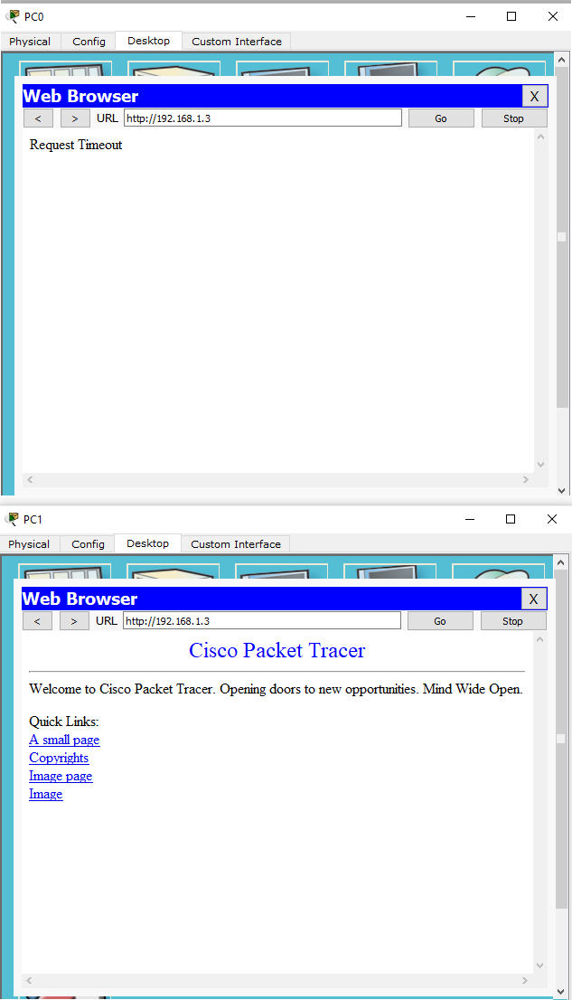 PC0
Physical Config Desktop Custom Interface
Web Browser X
< > URL http://192.168.1.3 Go Stop
Request Timeout
PC1
Physical Config Desktop Custom Interface
Web Browser X
< > URL http://192.168.1.3 Go Stop
Cisco Packet Tracer
Welcome to Cisco Packet Tracer. Opening doors to new opportunities. Mind Wide Open.
Quick Links:
A small page
Copyrights
Image page
Image